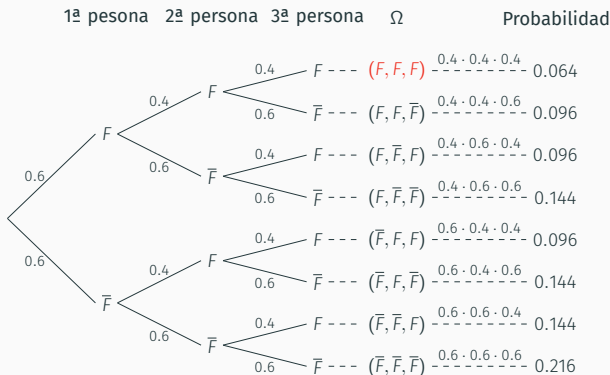 1ª pesona 2ª persona 3ª persona Ω Probabilidad
0.4 F (F, F, F) 0.4 · 0.4 · 0.4 0.064
0.4 F
0.6 F̅ (F, F, F̅) 0.4 · 0.4 · 0.6 0.096
0.6 F
0.4 F (F, F̅, F) 0.4 · 0.6 · 0.4 0.096
0.6 F̅
0.6 F̅ (F, F̅, F̅) 0.4 · 0.6 · 0.6 0.144
0.4 F (F̅, F, F) 0.6 · 0.4 · 0.4 0.096
0.4 F
0.6 F̅ (F̅, F, F̅) 0.6 · 0.4 · 0.6 0.144
0.6 F̅
0.4 F (F̅, F̅, F) 0.6 · 0.6 · 0.4 0.144
0.6 F̅
0.6 F̅ (F̅, F̅, F̅) 0.6 · 0.6 · 0.6 0.216